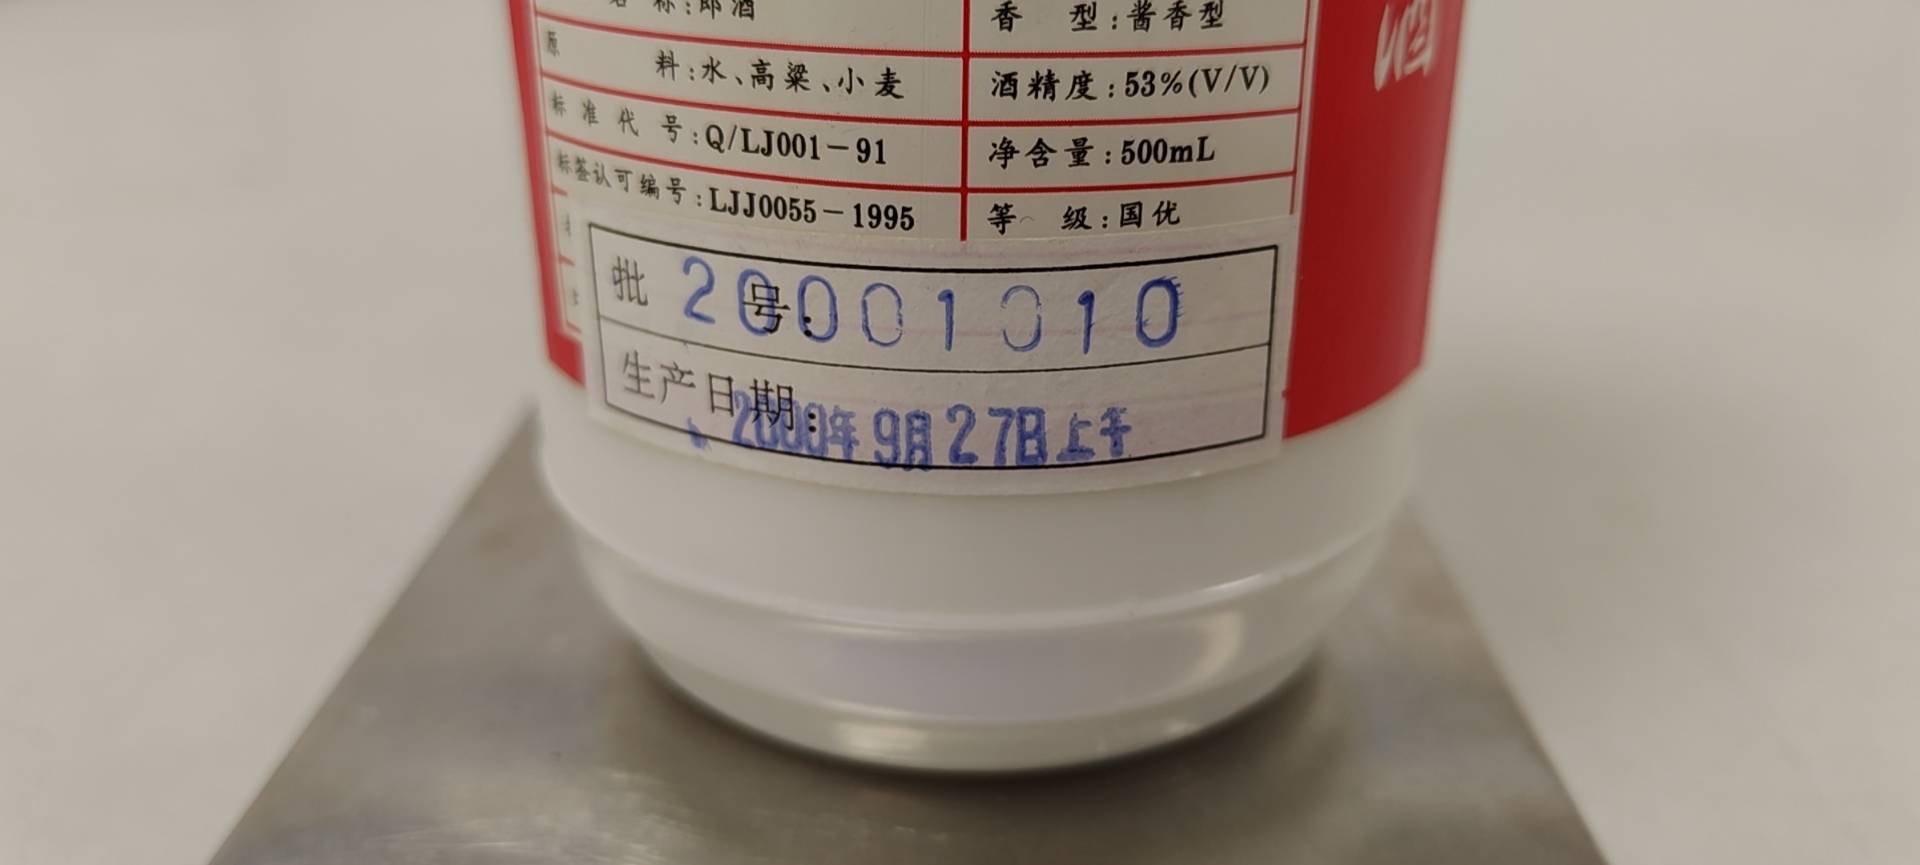 名 称:郎酒
香 型:酱香型
原 料:水、高粱、小麦
酒精度:53%(V/V)
标准代号:Q/LJ001-91
净含量:500mL
标签认可编号:LJJ0055-1995
等 级:国优
批号:20001010
生产日期:2000年9月27日上午
酒